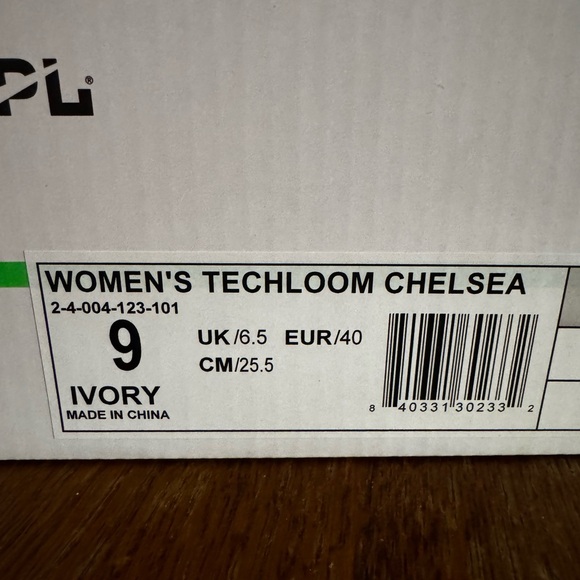 PL®
WOMEN'S TECHLOOM CHELSEA
2-4-004-123-101
9
UK/6.5 EUR/40
CM/25.5
IVORY
MADE IN CHINA
8 40331 30233 2